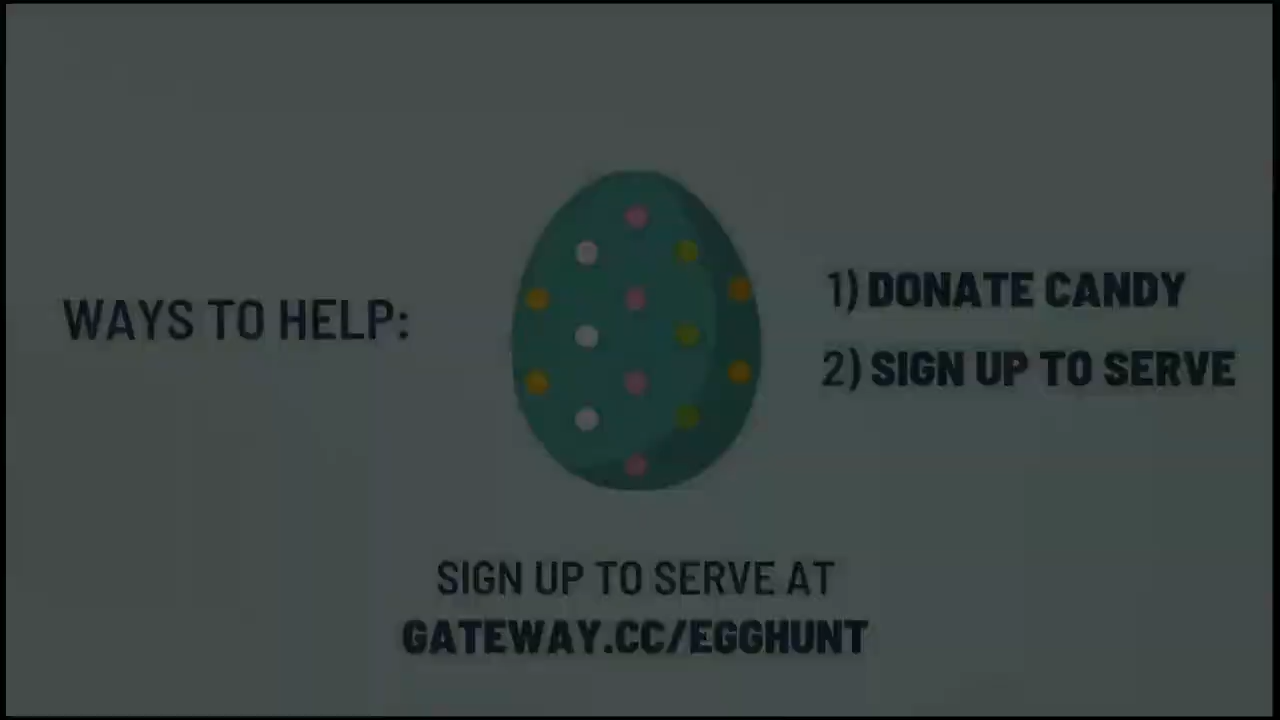 WAYS TO HELP:
1) DONATE CANDY
2) SIGN UP TO SERVE
SIGN UP TO SERVE AT
GATEWAY.CC/EGGHUNT